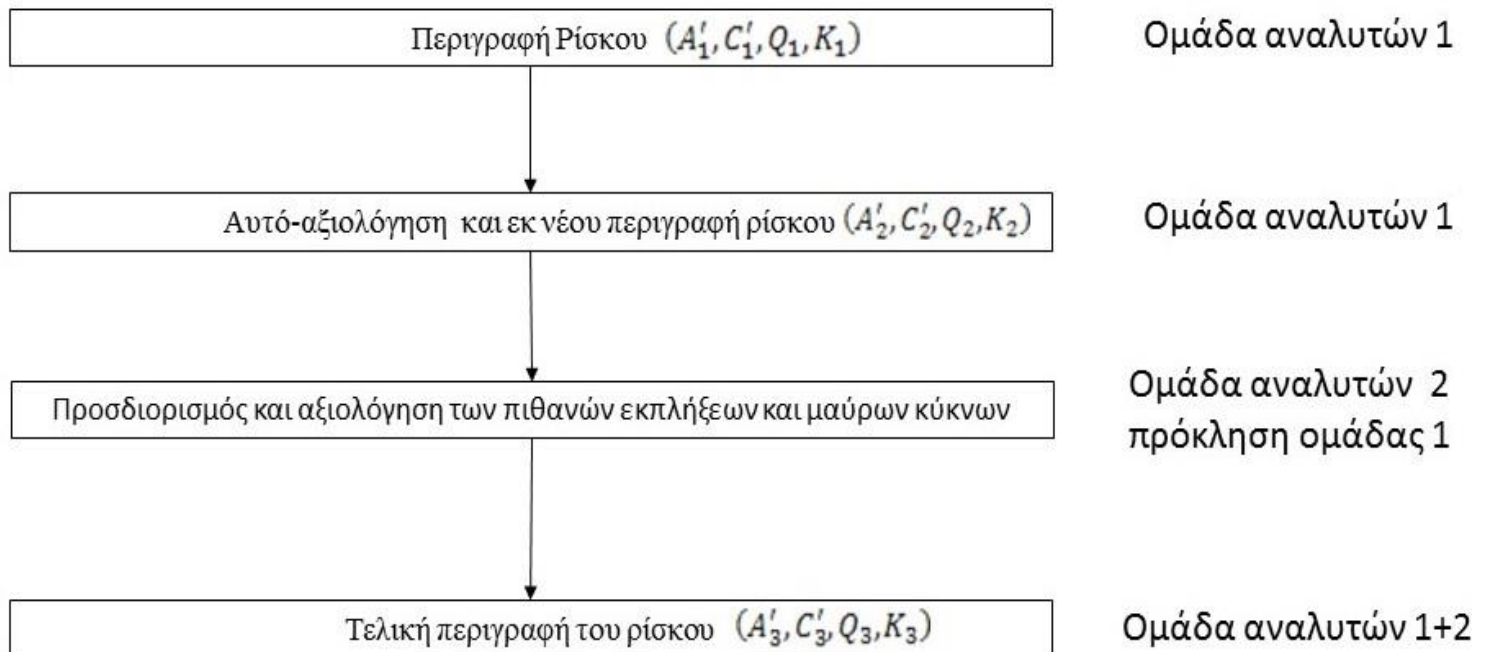 Περιγραφή Ρίσκου (A′₁, C′₁, Q₁, K₁)
Ομάδα αναλυτών 1
Αυτό-αξιολόγηση και εκ νέου περιγραφή ρίσκου (A′₂, C′₂, Q₂, K₂)
Ομάδα αναλυτών 1
Προσδιορισμός και αξιολόγηση των πιθανών εκπλήξεων και μαύρων κύκνων
Ομάδα αναλυτών 2
πρόκληση ομάδας 1
Τελική περιγραφή του ρίσκου (A′₃, C′₃, Q₃, K₃)
Ομάδα αναλυτών 1+2